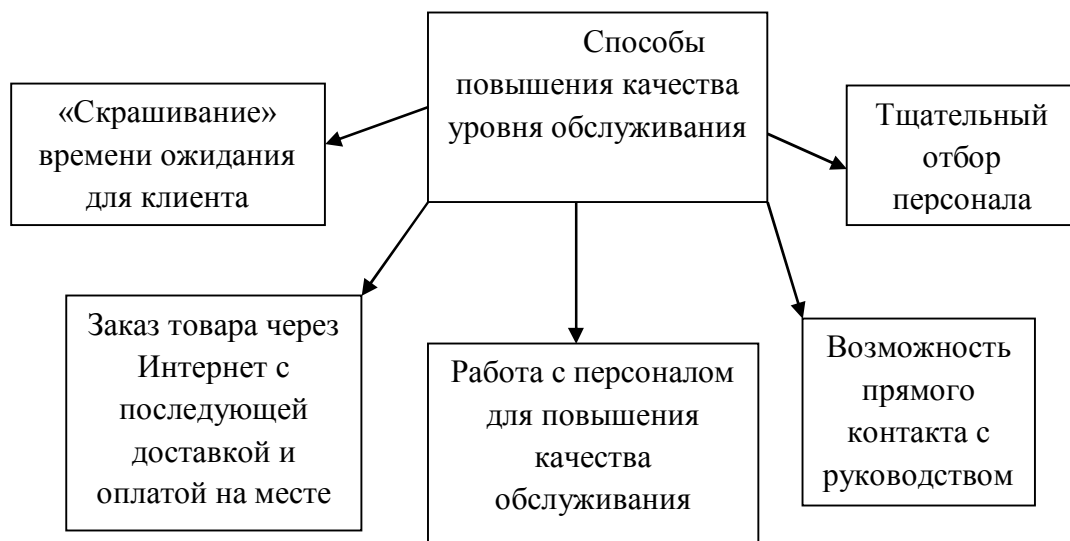 Способы
повышения качества
уровня обслуживания
«Скрашивание»
времени ожидания
для клиента
Тщательный
отбор
персонала
Заказ товара через
Интернет с
последующей
доставкой и
оплатой на месте
Работа с персоналом
для повышения
качества
обслуживания
Возможность
прямого
контакта с
руководством